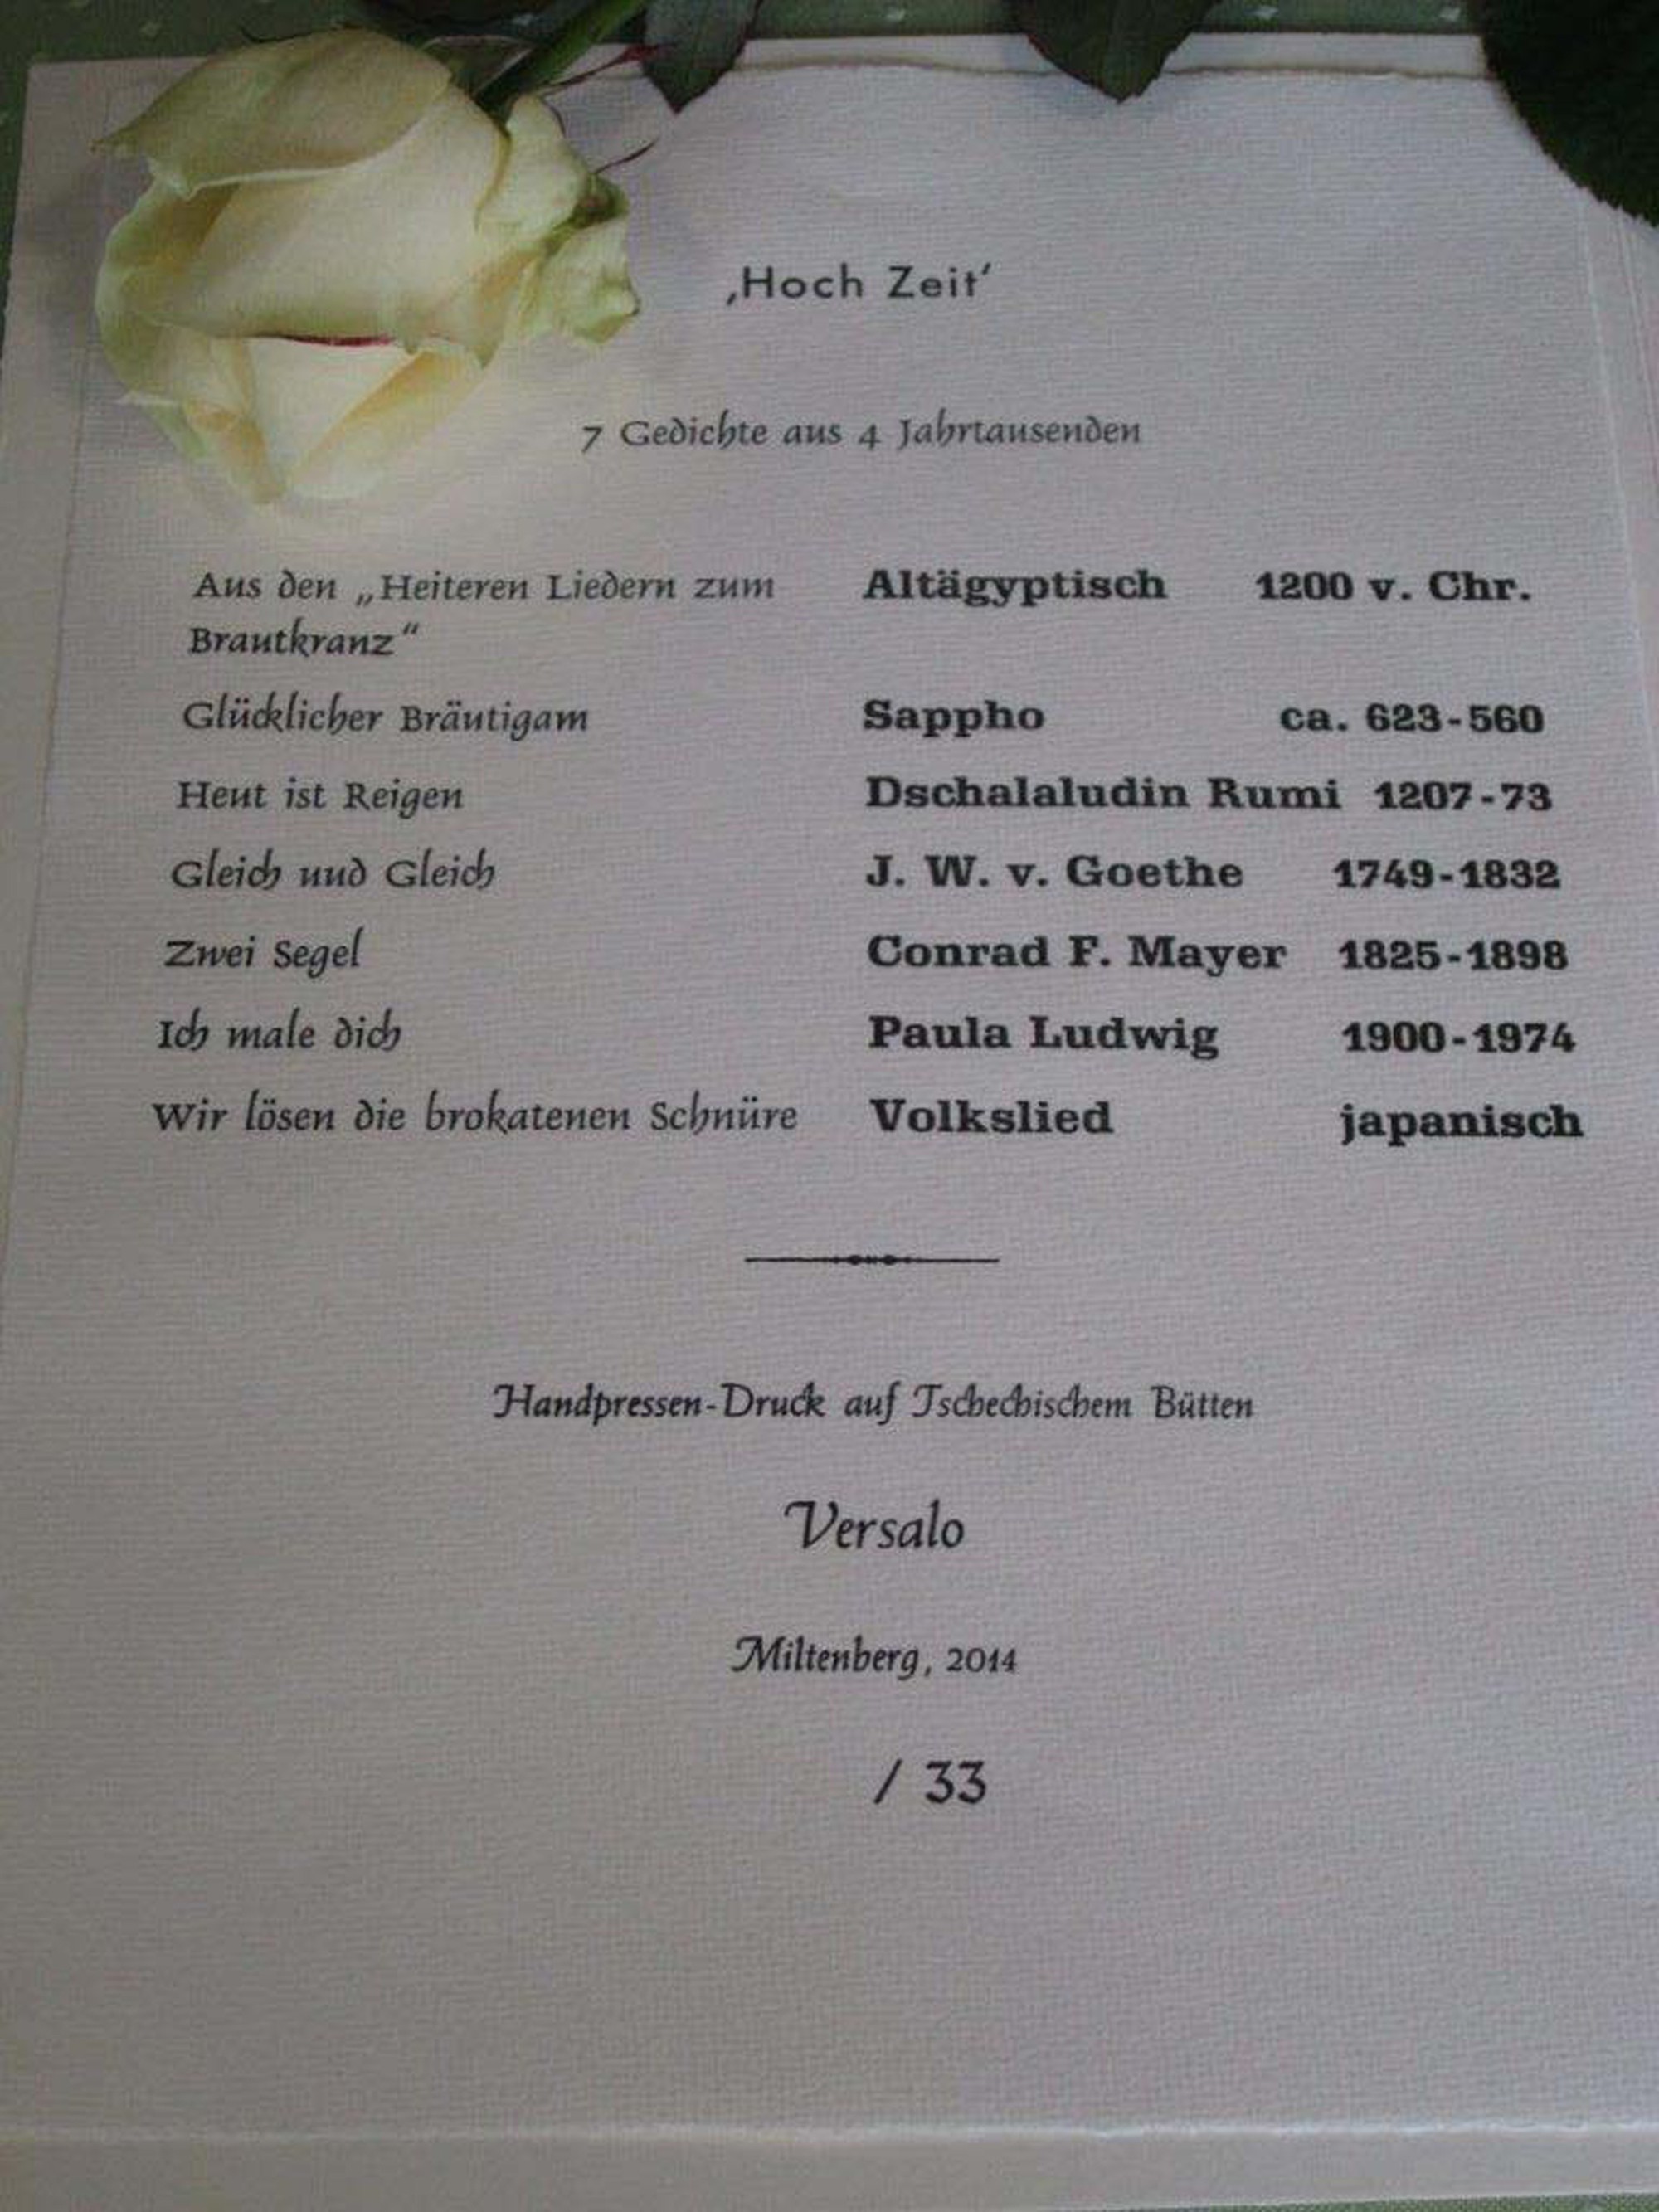 ‚Hoch Zeit‘
7 Gedichte aus 4 Jahrtausenden
Aus den „Heiteren Liedern zum Altägyptisch 1200 v. Chr.
Brautkranz“
Glücklicher Bräutigam Sappho ca. 623-560
Heut ist Reigen Dschalaludin Rumi 1207-73
Gleich und Gleich J. W. v. Goethe 1749-1832
Zwei Segel Conrad F. Mayer 1825-1898
Ich male dich Paula Ludwig 1900-1974
Wir lösen die brokatenen Schnüre Volkslied japanisch
Handpressen-Druck auf Tschechischem Bütten
Versalo
Miltenberg, 2014
/ 33